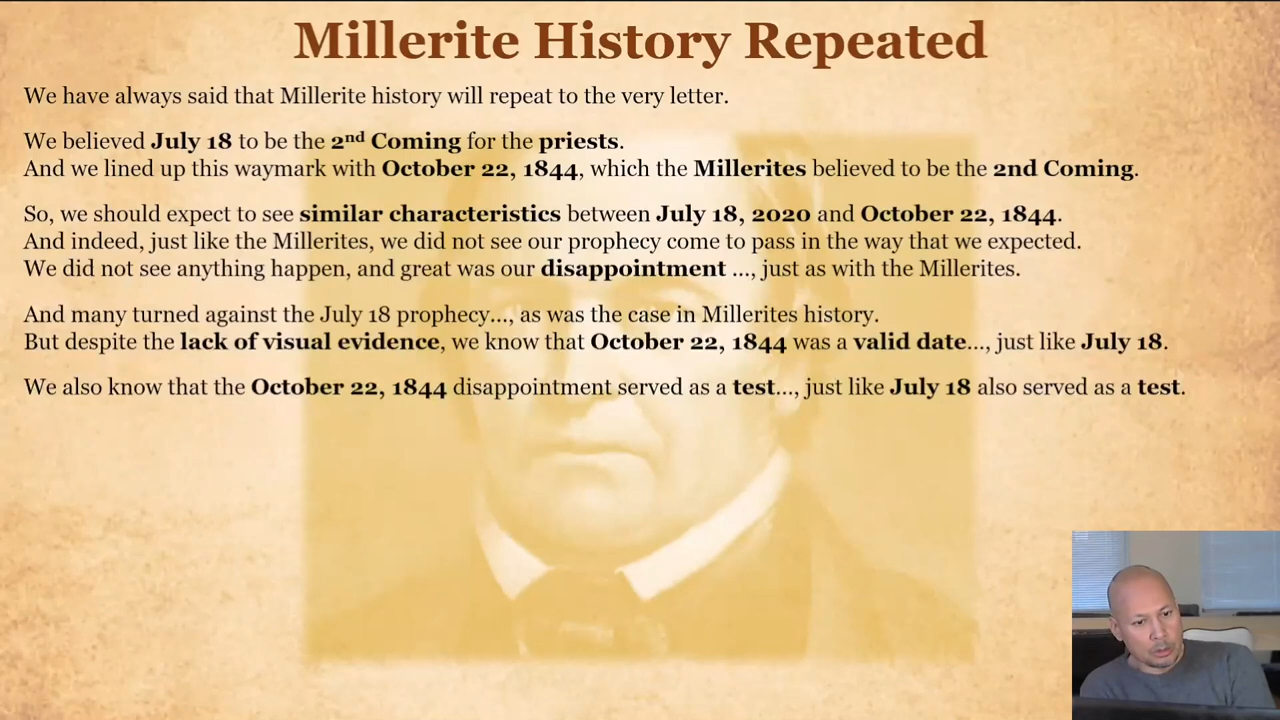 Millerite History Repeated
We have always said that Millerite history will repeat to the very letter.
We believed July 18 to be the 2nd Coming for the priests.
And we lined up this waymark with October 22, 1844, which the Millerites believed to be the 2nd Coming.
So, we should expect to see similar characteristics between July 18, 2020 and October 22, 1844.
And indeed, just like the Millerites, we did not see our prophecy come to pass in the way that we expected.
We did not see anything happen, and great was our disappointment ..., just as with the Millerites.
And many turned against the July 18 prophecy..., as was the case in Millerites history.
But despite the lack of visual evidence, we know that October 22, 1844 was a valid date..., just like July 18.
We also know that the October 22, 1844 disappointment served as a test..., just like July 18 also served as a test.